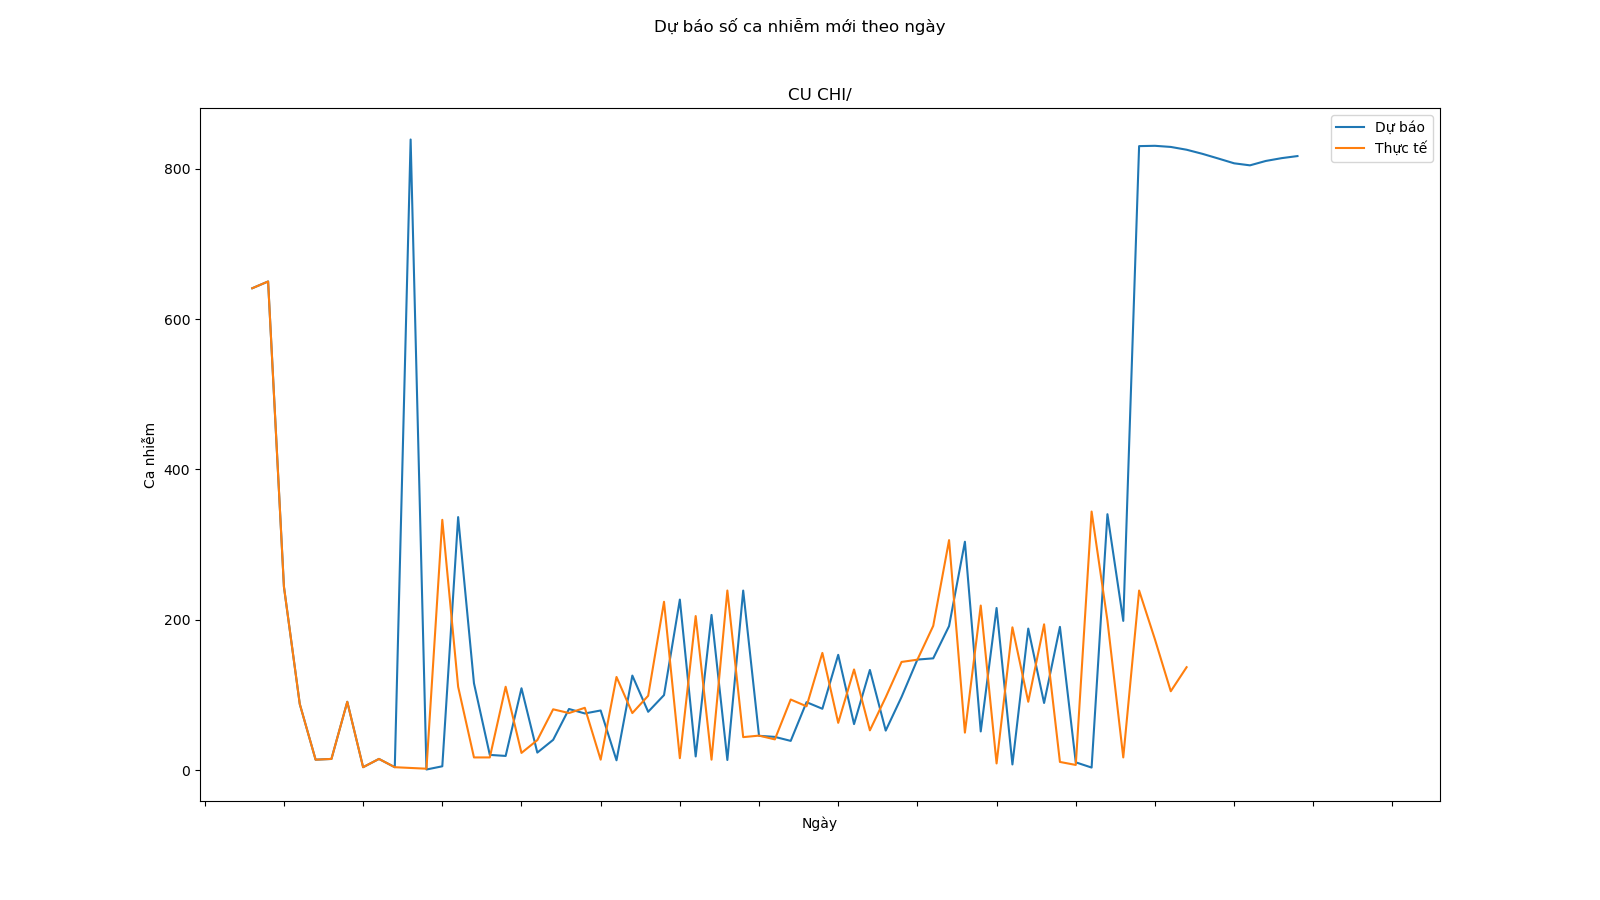 Dự báo số ca nhiễm mới theo ngày
CU CHI/
Dự báo
Thực tế
800
600
400
200
0
Ca nhiễm
Ngày